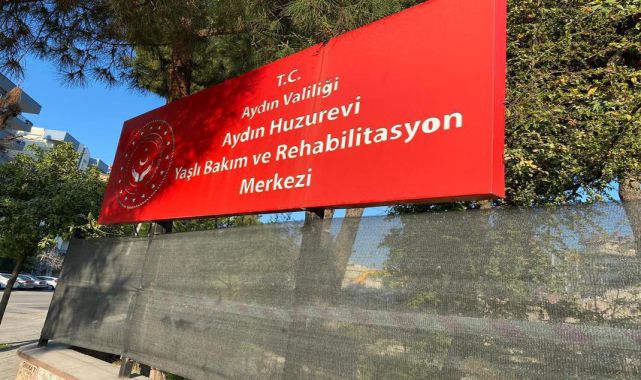 T.C.
Aydın Valiliği
Aydın Huzurevi
Yaşlı Bakım ve Rehabilitasyon
Merkezi